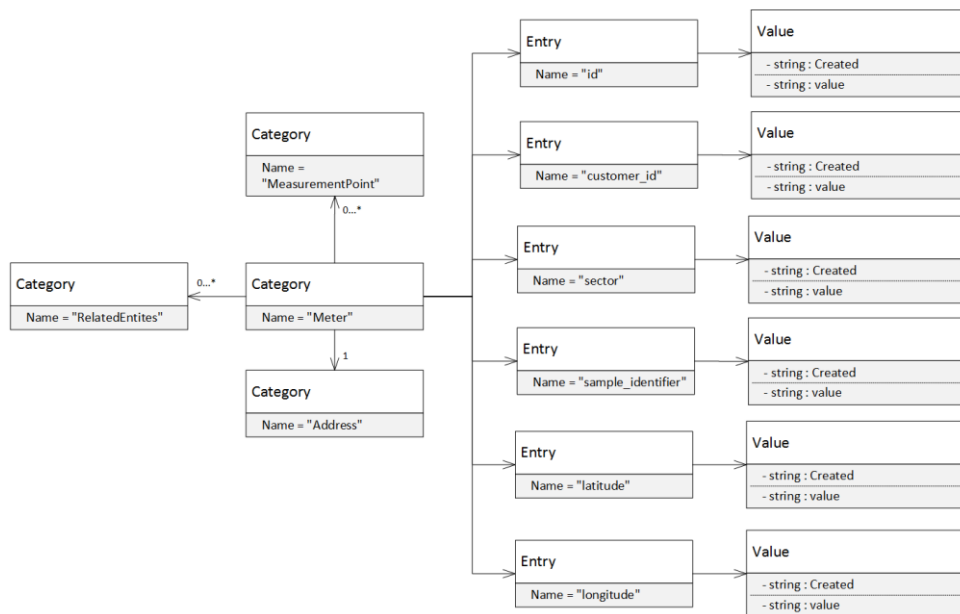 Category
Name =
"MeasurementPoint"
0...*
Category
Name = "RelatedEntites"
0...*
Category
Name = "Meter"
1
Category
Name = "Address"
Entry
Name = "id"
Value
- string : Created
- string : value
Entry
Name = "customer_id"
Value
- string : Created
- string : value
Entry
Name = "sector"
Value
- string : Created
- string : value
Entry
Name = "sample_identifier"
Value
- string : Created
- string : value
Entry
Name = "latitude"
Value
- string : Created
- string : value
Entry
Name = "longitude"
Value
- string : Created
- string : value